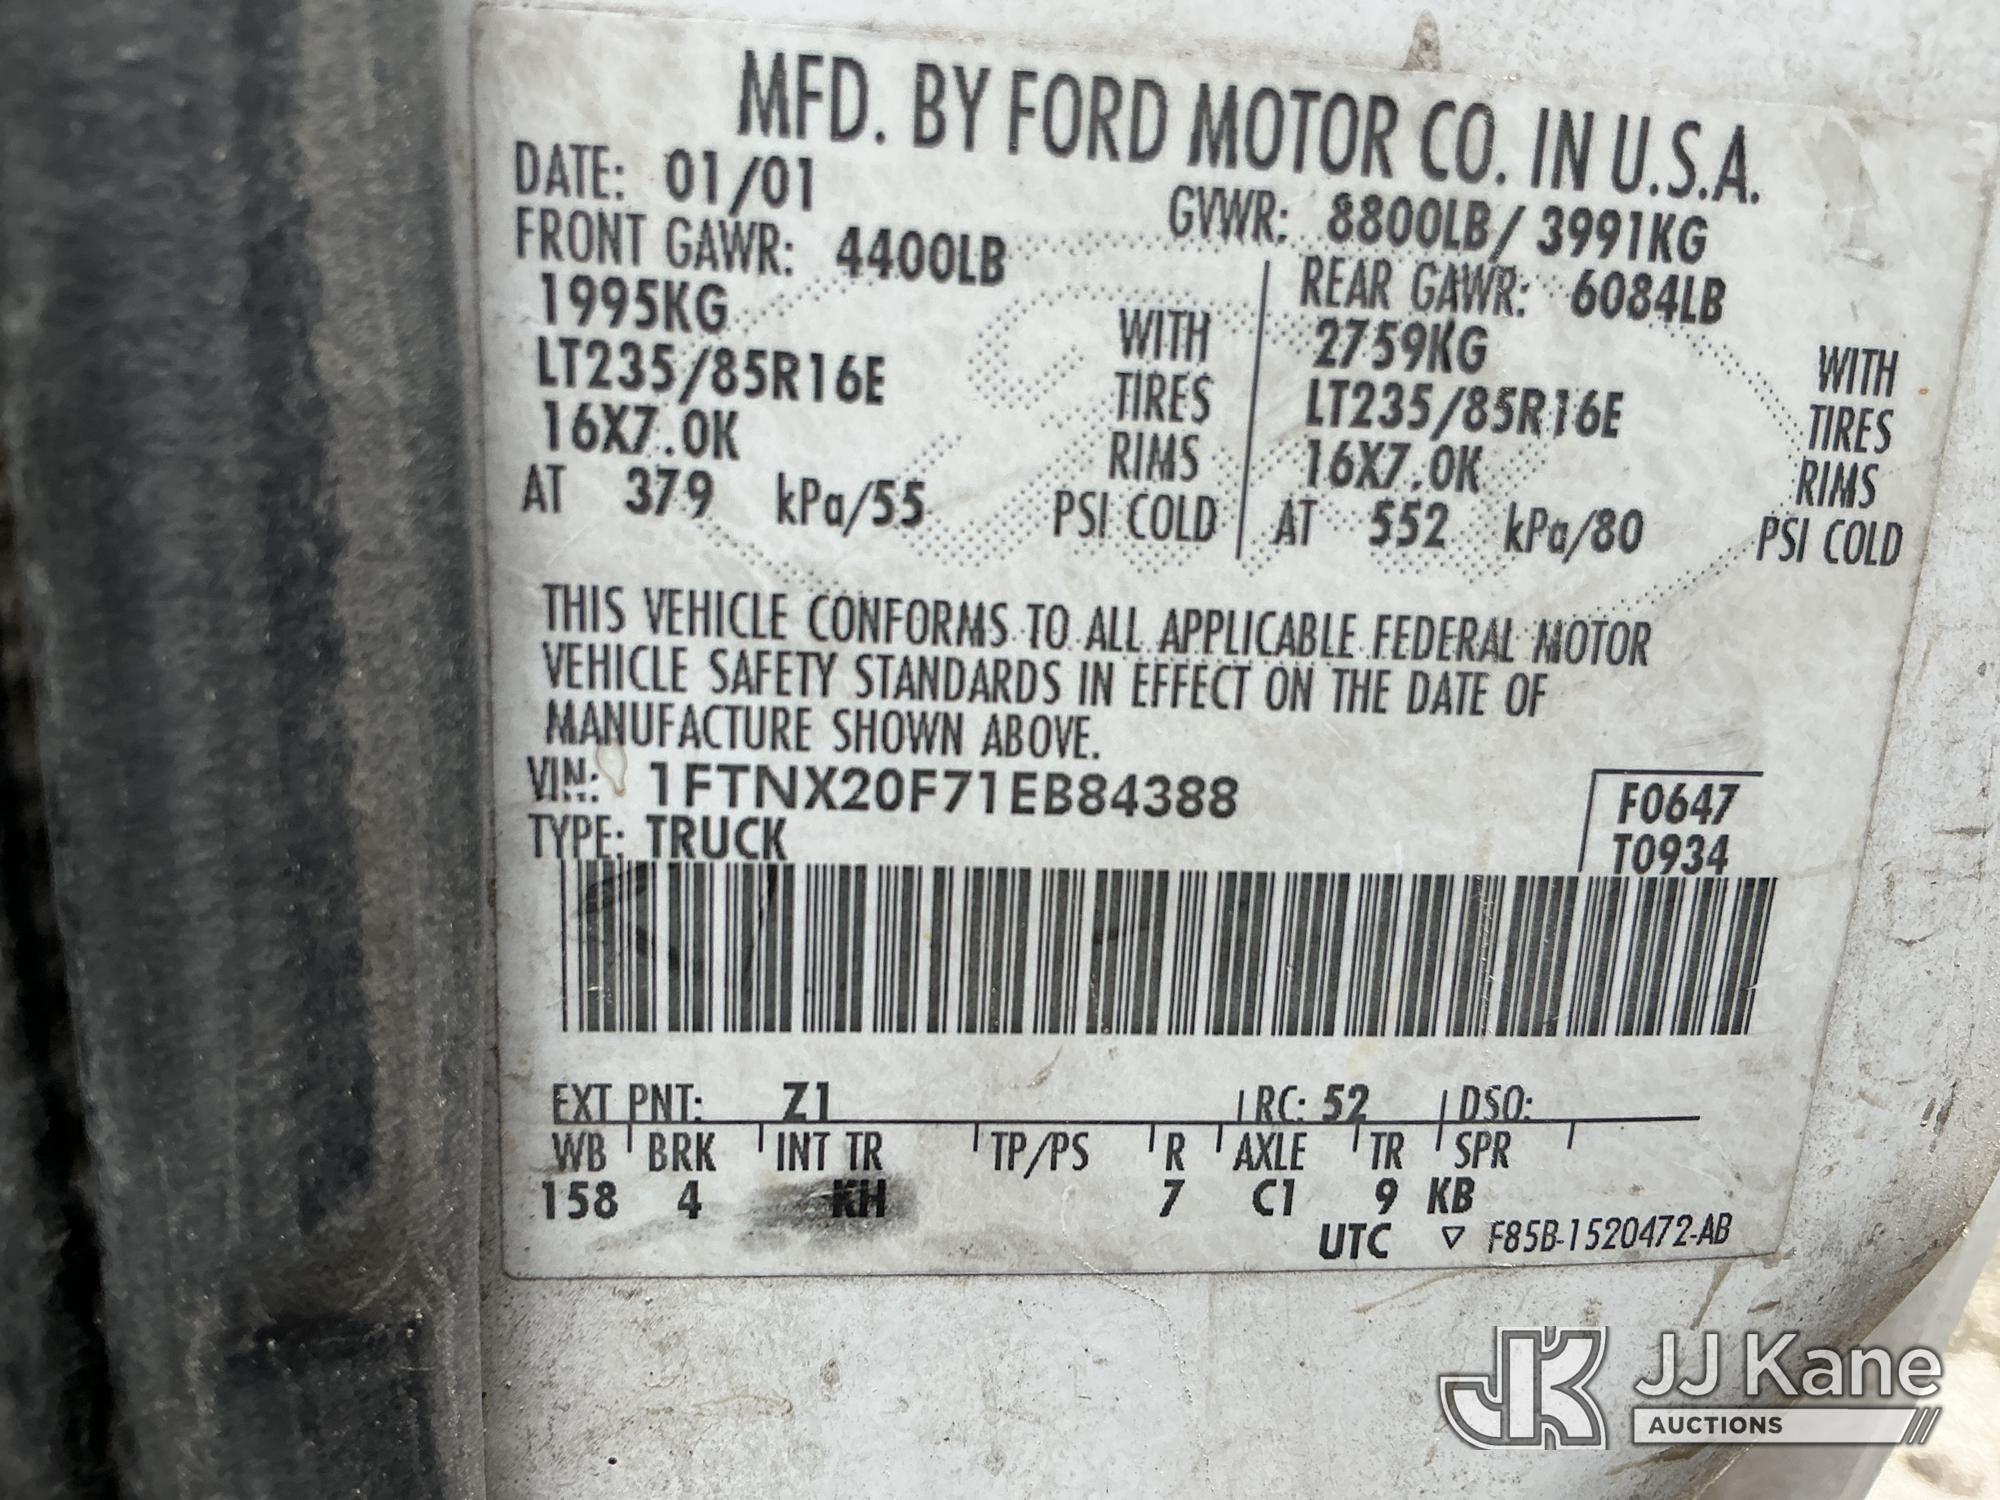 MFD. BY FORD MOTOR CO. IN U.S.A.
DATE: 01/01 GVWR: 8800LB/ 3991KG
FRONT GAWR: 4400LB REAR GAWR: 6084LB
1995KG WITH 2759KG WITH
LT235/85R16E TIRES LT235/85R16E TIRES
16X7.0K RIMS 16X7.0K RIMS
AT 379 kPa/55 PSI COLD AT 552 kPa/80 PSI COLD
THIS VEHICLE CONFORMS TO ALL APPLICABLE FEDERAL MOTOR
VEHICLE SAFETY STANDARDS IN EFFECT ON THE DATE OF
MANUFACTURE SHOWN ABOVE.
VIN: 1FTNX20F71EB84388 F0647
TYPE: TRUCK T0934
EXT PNT: Z1 RC: 52 DSO:
WB BRK INT TR TP/PS R AXLE TR SPR
158 4 KH 7 C1 9 KB
UTC ▽ F85B-1520472-AB
JK JJ Kane
AUCTIONS